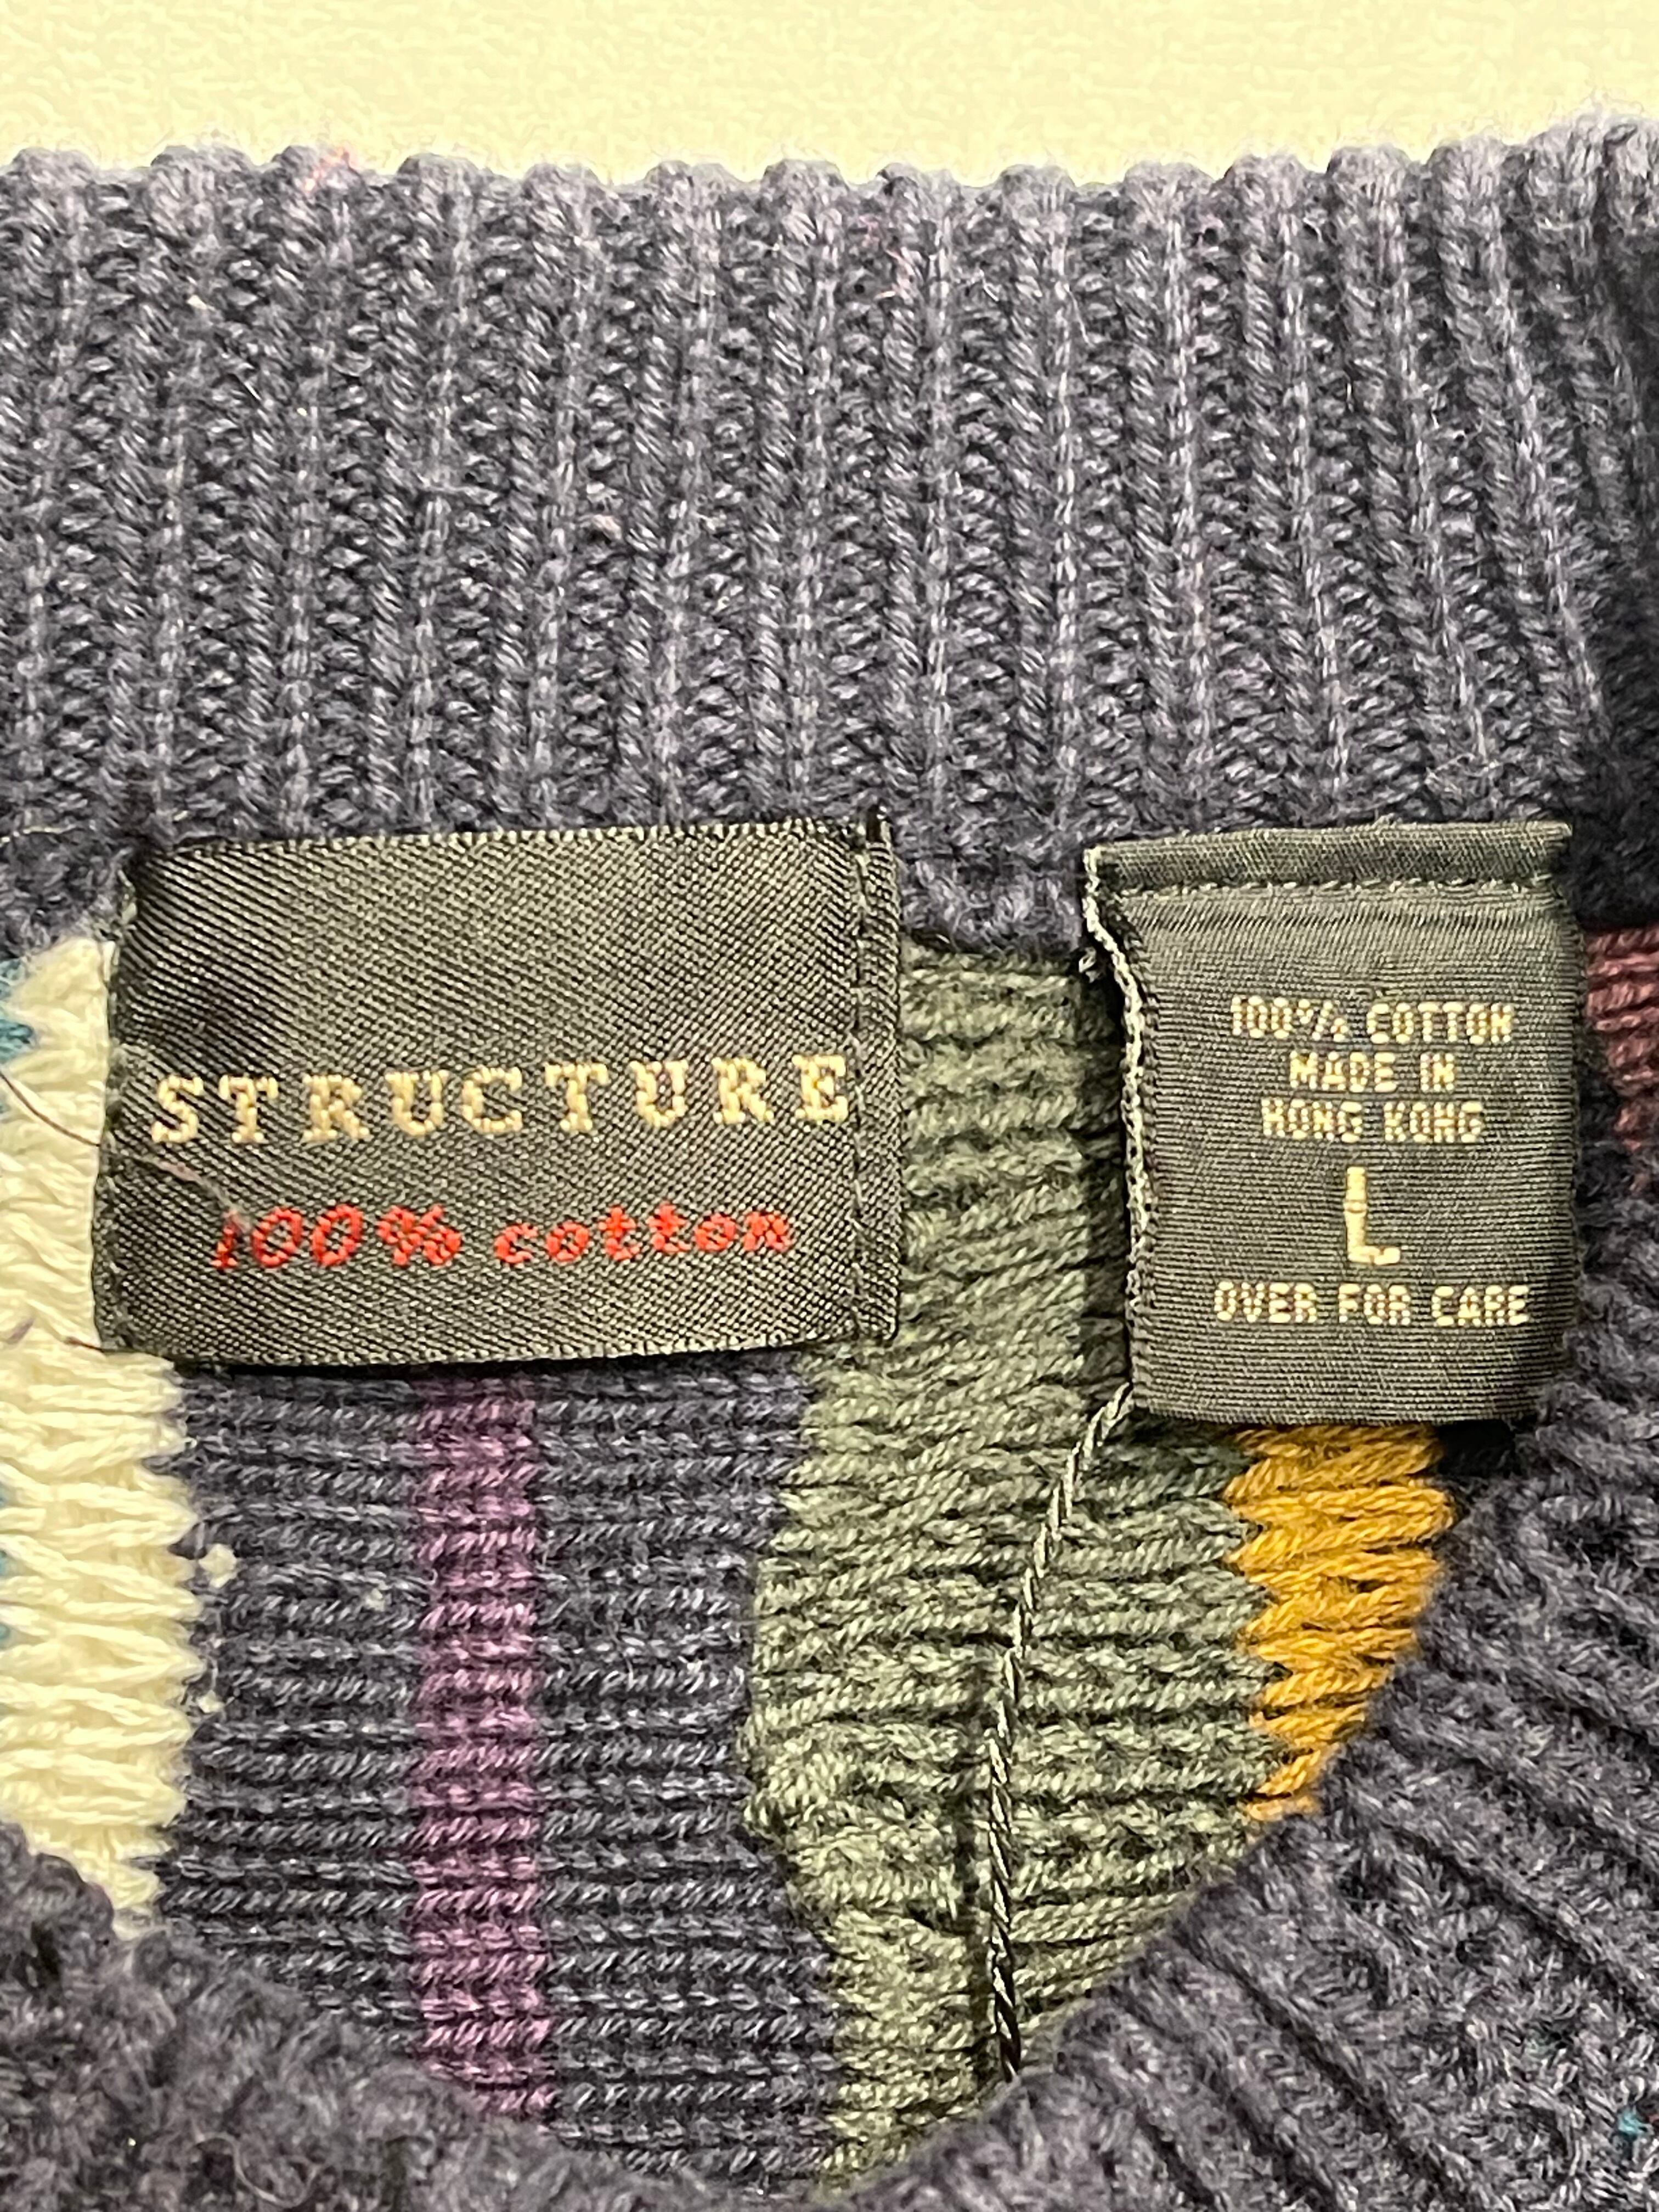 STRUCTURE
100% cotton
100% COTTON
MADE IN
HONG KONG
L
OVER FOR CARE